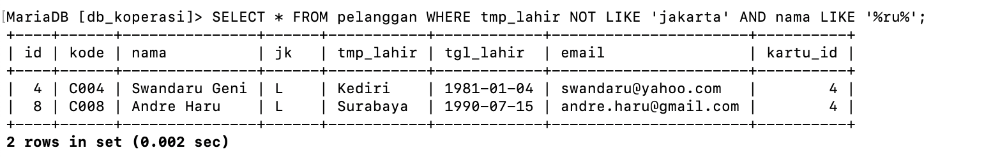 MariaDB [db_koperasi]> SELECT * FROM pelanggan WHERE tmp_lahir NOT LIKE 'jakarta' AND nama LIKE '%ru%';
+----+------+---------------+------+-----------+------------+----------------------+----------+
| id | kode | nama          | jk   | tmp_lahir | tgl_lahir  | email                | kartu_id |
+----+------+---------------+------+-----------+------------+----------------------+----------+
|  4 | C004 | Swandaru Geni | L    | Kediri    | 1981-01-04 | swandaru@yahoo.com   |        4 |
|  8 | C008 | Andre Haru    | L    | Surabaya  | 1990-07-15 | andre.haru@gmail.com |        4 |
+----+------+---------------+------+-----------+------------+----------------------+----------+
2 rows in set (0.002 sec)